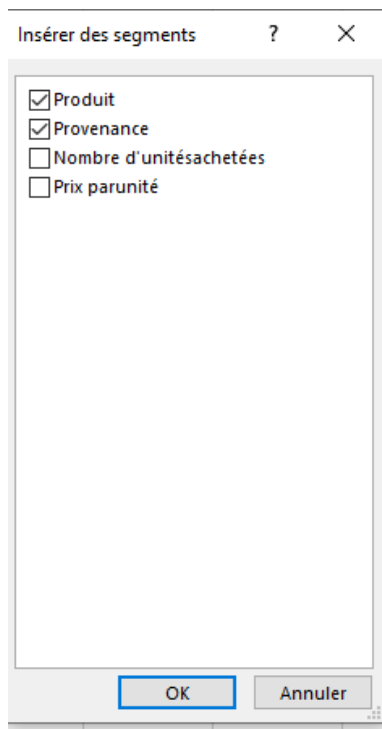 Insérer des segments ? ×
Produit
Provenance
Nombre d'unitésachetées
Prix parunité
OK Annuler